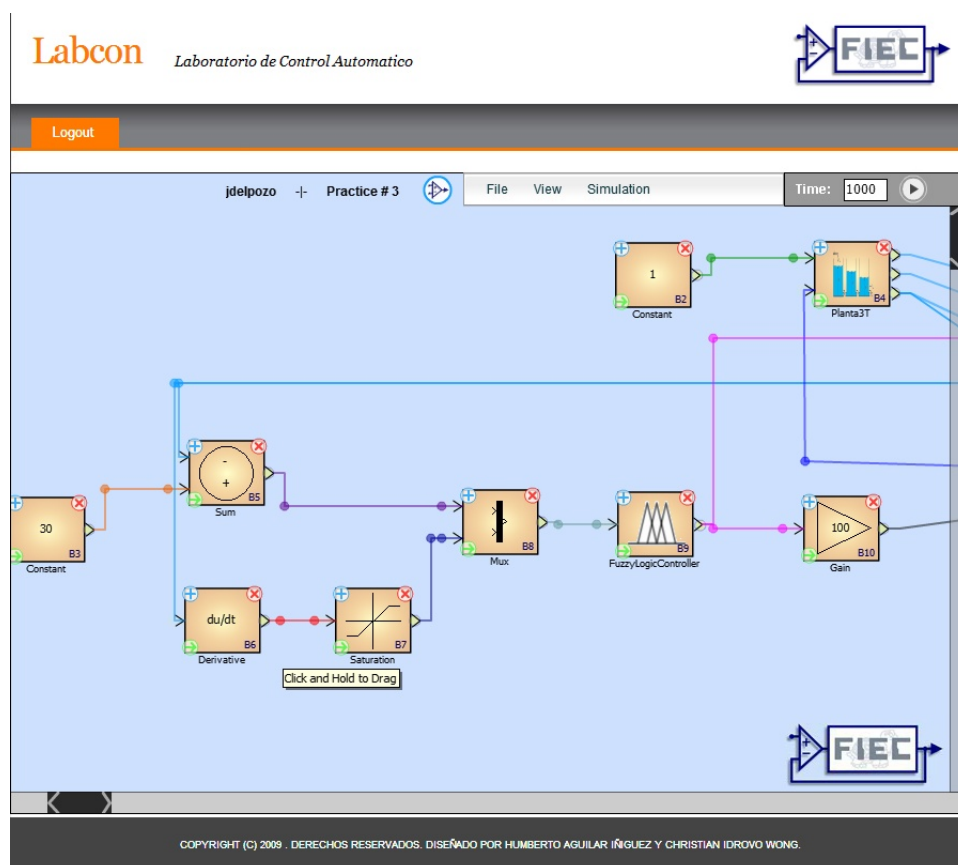 Labcon
Laboratorio de Control Automatico
FIEC
Logout
jdelpozo -|- Practice # 3
File View Simulation
Time: 1000
1
B2
Constant
B4
Planta3T
-
+
B5
Sum
30
B3
Constant
B8
Mux
B9
FuzzyLogicController
100
B10
Gain
du/dt
B6
Derivative
B7
Saturation
Click and Hold to Drag
FIEC
COPYRIGHT (C) 2009 . DERECHOS RESERVADOS. DISEÑADO POR HUMBERTO AGUILAR IÑIGUEZ Y CHRISTIAN IDROVO WONG.